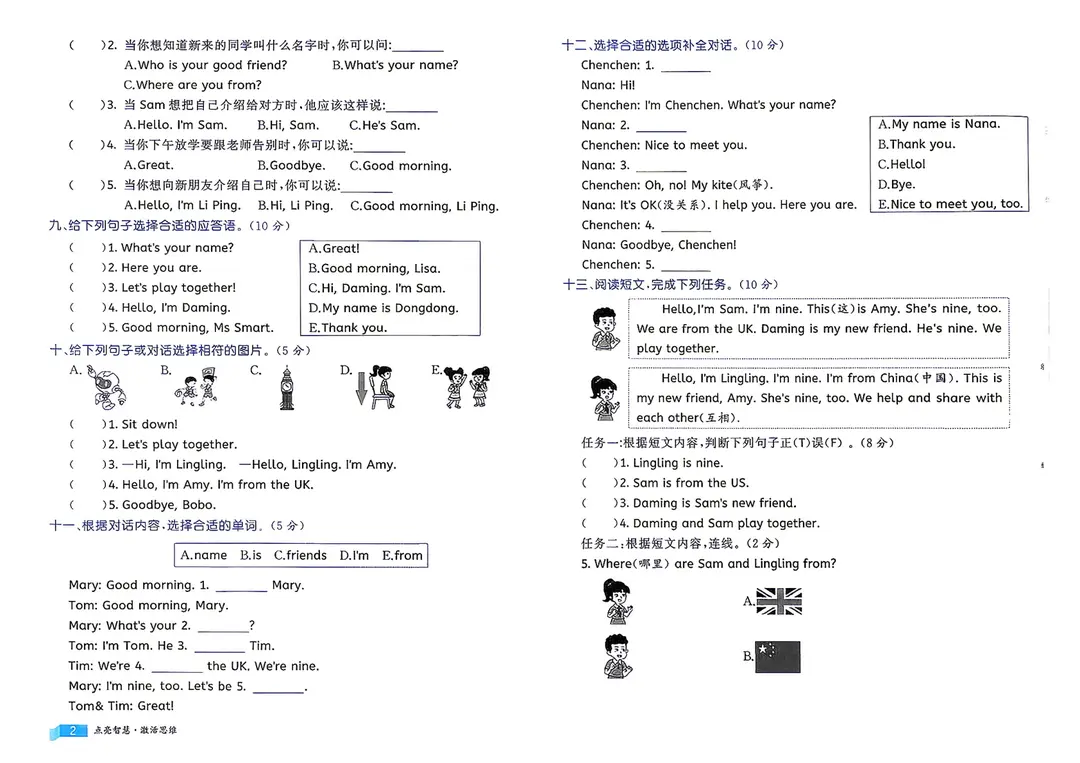 ( )2. 当你想知道新来的同学叫什么名字时,你可以问:________
A.Who is your good friend? B.What's your name?
C.Where are you from?
( )3. 当 Sam 想把自己介绍给对方时,他应该这样说:________
A.Hello. I'm Sam. B.Hi, Sam. C.He's Sam.
( )4. 当你下午放学要跟老师告别时,你可以说:________
A.Great. B.Goodbye. C.Good morning.
( )5. 当你想向新朋友介绍自己时,你可以说:________
A.Hello, I'm Li Ping. B.Hi, Li Ping. C.Good morning, Li Ping.
九、给下列句子选择合适的应答语。(10 分)
( )1. What's your name?
( )2. Here you are.
( )3. Let's play together!
( )4. Hello, I'm Daming.
( )5. Good morning, Ms Smart.
A.Great!
B.Good morning, Lisa.
C.Hi, Daming. I'm Sam.
D.My name is Dongdong.
E.Thank you.
十、给下列句子或对话选择相符的图片。(5 分)
A. B. C. D. E.
( )1. Sit down!
( )2. Let's play together.
( )3. —Hi, I'm Lingling. —Hello, Lingling. I'm Amy.
( )4. Hello, I'm Amy. I'm from the UK.
( )5. Goodbye, Bobo.
十一、根据对话内容,选择合适的单词。(5 分)
A.name B.is C.friends D.I'm E.from
Mary: Good morning. 1. ________ Mary.
Tom: Good morning, Mary.
Mary: What's your 2. ________?
Tom: I'm Tom. He 3. ________ Tim.
Tim: We're 4. ________ the UK. We're nine.
Mary: I'm nine, too. Let's be 5. ________.
Tom& Tim: Great!
2 点亮智慧·激活思维
十二、选择合适的选项补全对话。(10 分)
Chenchen: 1. ________
Nana: Hi!
Chenchen: I'm Chenchen. What's your name?
Nana: 2. ________
Chenchen: Nice to meet you.
Nana: 3. ________
Chenchen: Oh, no! My kite(风筝).
Nana: It's OK(没关系). I help you. Here you are.
Chenchen: 4. ________
Nana: Goodbye, Chenchen!
Chenchen: 5. ________
A.My name is Nana.
B.Thank you.
C.Hello!
D.Bye.
E.Nice to meet you, too.
十三、阅读短文,完成下列任务。(10 分)
Hello,I'm Sam. I'm nine. This(这)is Amy. She's nine, too.
We are from the UK. Daming is my new friend. He's nine. We
play together.
Hello, I'm Lingling. I'm nine. I'm from China(中国). This is
my new friend, Amy. She's nine, too. We help and share with
each other(互相).
任务一:根据短文内容,判断下列句子正(T)误(F) 。(8 分)
( )1. Lingling is nine.
( )2. Sam is from the US.
( )3. Daming is Sam's new friend.
( )4. Daming and Sam play together.
任务二:根据短文内容,连线。(2 分)
5. Where(哪里) are Sam and Lingling from?
A.
B.